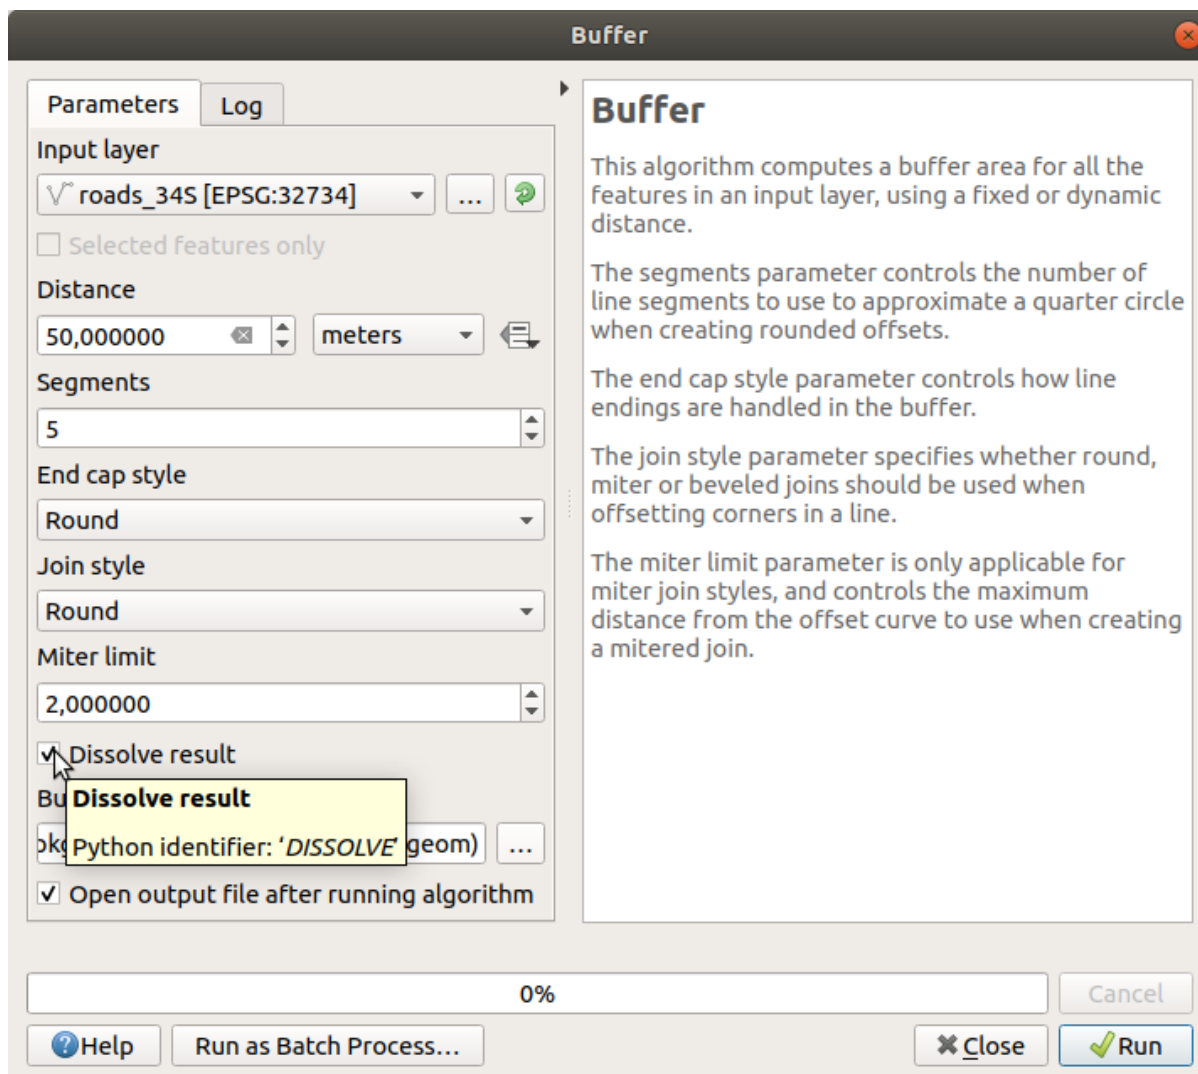 Buffer
Parameters
Log
Input layer
roads_34S [EPSG:32734]
...
Selected features only
Distance
50,000000
meters
Segments
5
End cap style
Round
Join style
Round
Miter limit
2,000000
Dissolve result
Bu
Dissolve result
Python identifier: ‘DISSOLVE’
geom)
...
Open output file after running algorithm
Buffer
This algorithm computes a buffer area for all the
features in an input layer, using a fixed or dynamic
distance.
The segments parameter controls the number of
line segments to use to approximate a quarter circle
when creating rounded offsets.
The end cap style parameter controls how line
endings are handled in the buffer.
The join style parameter specifies whether round,
miter or beveled joins should be used when
offsetting corners in a line.
The miter limit parameter is only applicable for
miter join styles, and controls the maximum
distance from the offset curve to use when creating
a mitered join.
0%
Cancel
Help
Run as Batch Process...
Close
Run